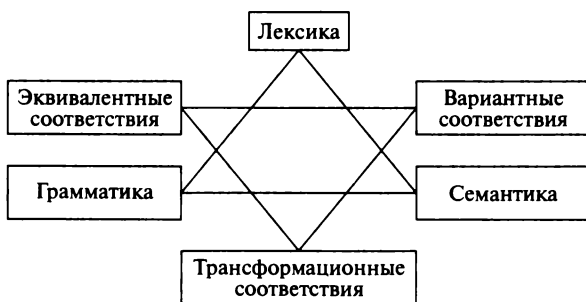 Лексика
Эквивалентные
соответствия
Вариантные
соответствия
Грамматика
Семантика
Трансформационные
соответствия